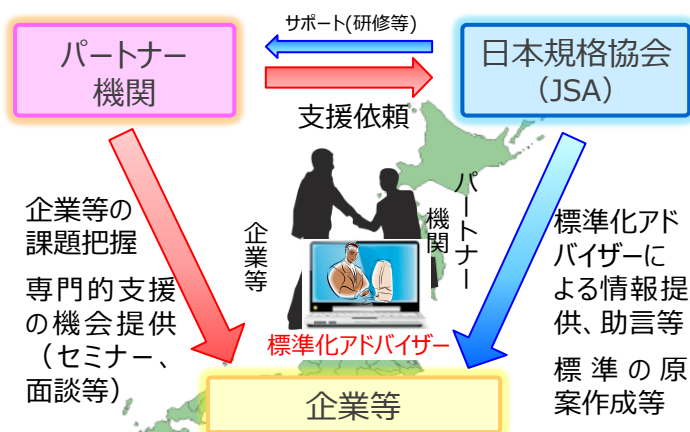 サポート(研修等)
パートナー
機関
日本規格協会
（JSA）
支援依頼
企業等の
課題把握
専門的支援
の機会提供
（セミナー、
面談等）
企業等
パートナー
機関
標準化アドバイザー
標準化アド
バイザーに
よる情報提
供、助言等
標準の原
案作成等
企業等